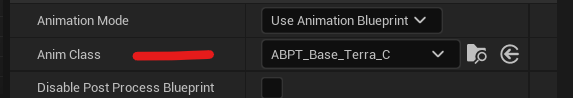 Animation Mode Use Animation Blueprint
Anim Class ABPT_Base_Terra_C
Disable Post Process Blueprint